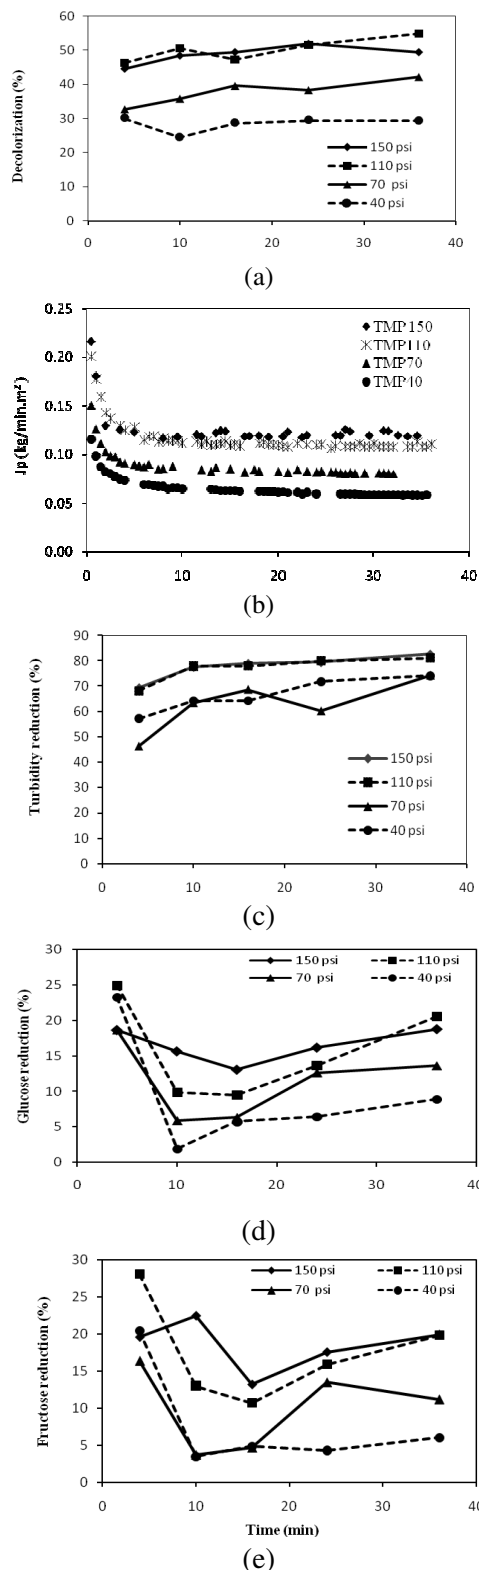 60
50
40
30
20
10
0
Decolorization (%)
150 psi
110 psi
70 psi
40 psi
0 10 20 30 40
(a)
0.25
0.20
0.15
0.10
0.05
0.00
Jp (kg/min.m²)
TMP150
TMP110
TMP70
TMP40
0 10 20 30 40
(b)
90
80
70
60
50
40
30
20
10
0
Turbidity reduction (%)
150 psi
110 psi
70 psi
40 psi
0 10 20 30 40
(c)
30
25
20
15
10
5
0
Glucose reduction (%)
150 psi 110 psi
70 psi 40 psi
0 10 20 30 40
(d)
30
25
20
15
10
5
0
Fructose reduction (%)
150 psi 110 psi
70 psi 40 psi
0 10 20 30 40
Time (min)
(e)